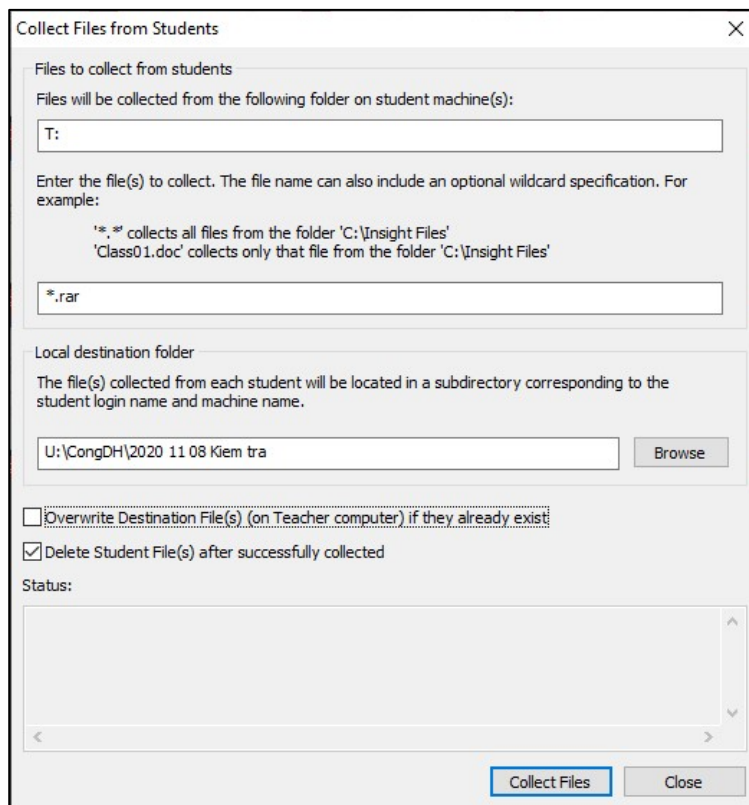 Collect Files from Students
Files to collect from students
Files will be collected from the following folder on student machine(s):
T:
Enter the file(s) to collect. The file name can also include an optional wildcard specification. For
example:
'*.*' collects all files from the folder 'C:\Insight Files'
'Class01.doc' collects only that file from the folder 'C:\Insight Files'
*.rar
Local destination folder
The file(s) collected from each student will be located in a subdirectory corresponding to the
student login name and machine name.
U:\CongDH\2020 11 08 Kiem tra
Browse
Overwrite Destination File(s) (on Teacher computer) if they already exist
Delete Student File(s) after successfully collected
Status:
Collect Files Close